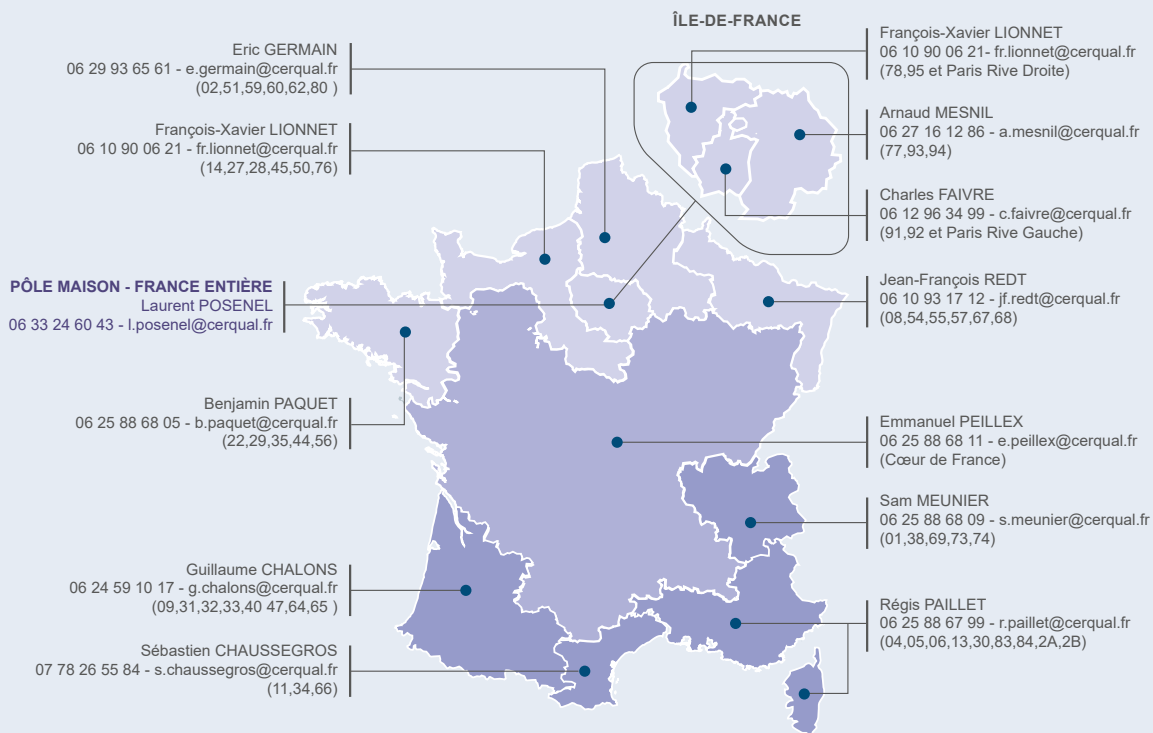 ÎLE-DE-FRANCE
Eric GERMAIN
06 29 93 65 61 - e.germain@cerqual.fr
(02,51,59,60,62,80 )
François-Xavier LIONNET
06 10 90 06 21 - fr.lionnet@cerqual.fr
(14,27,28,45,50,76)
PÔLE MAISON - FRANCE ENTIÈRE
Laurent POSENEL
06 33 24 60 43 - l.posenel@cerqual.fr
Benjamin PAQUET
06 25 88 68 05 - b.paquet@cerqual.fr
(22,29,35,44,56)
Guillaume CHALONS
06 24 59 10 17 - g.chalons@cerqual.fr
(09,31,32,33,40 47,64,65 )
Sébastien CHAUSSEGROS
07 78 26 55 84 - s.chaussegros@cerqual.fr
(11,34,66)
François-Xavier LIONNET
06 10 90 06 21- fr.lionnet@cerqual.fr
(78,95 et Paris Rive Droite)
Arnaud MESNIL
06 27 16 12 86 - a.mesnil@cerqual.fr
(77,93,94)
Charles FAIVRE
06 12 96 34 99 - c.faivre@cerqual.fr
(91,92 et Paris Rive Gauche)
Jean-François REDT
06 10 93 17 12 - jf.redt@cerqual.fr
(08,54,55,57,67,68)
Emmanuel PEILLEX
06 25 88 68 11 - e.peillex@cerqual.fr
(Cœur de France)
Sam MEUNIER
06 25 88 68 09 - s.meunier@cerqual.fr
(01,38,69,73,74)
Régis PAILLET
06 25 88 67 99 - r.paillet@cerqual.fr
(04,05,06,13,30,83,84,2A,2B)